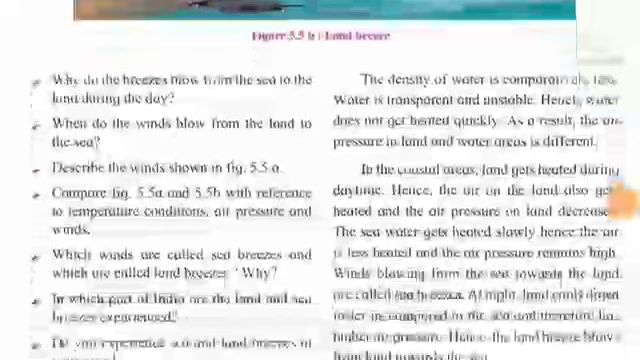 Figure 5.5 b : Land breeze
Why do the breezes blow from the sea to the
land during the day?
When do the winds blow from the land to
the sea?
Describe the winds shown in fig. 5.5 a.
Compare fig. 5.5a and 5.5b with reference
to temperature conditions, air pressure and
winds.
Which winds are called sea breezes and
which are called land breezes? Why?
In which part of India are the land and sea
breezes experienced?
Do you experience sea and land breezes at
The density of water is comparatively less.
Water is transparent and unstable. Hence, water
does not get heated quickly. As a result, the air
pressure in land and water areas is different.
In the coastal areas, land gets heated during
daytime. Hence, the air on the land also gets
heated and the air pressure on land decreases.
The sea water gets heated slowly hence the air
is less heated and the air pressure remains high.
Winds blowing from the sea towards the land
are called sea breezes. At night, land cools down
faster as compared to the sea and therefore has
higher air pressure. Hence the land breeze blow
from land towards the sea